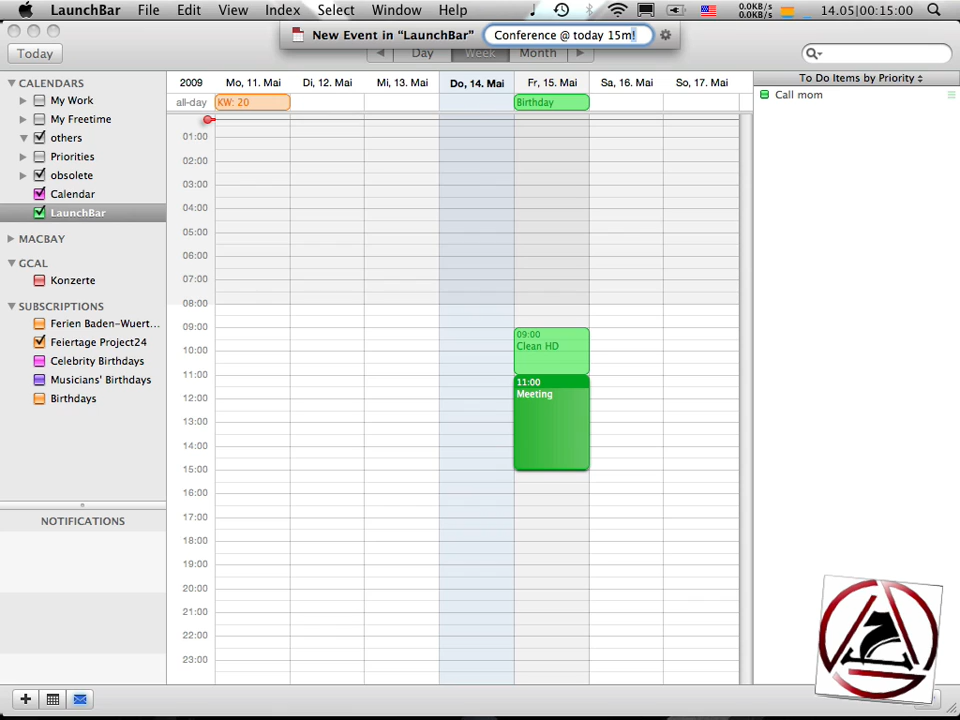 LaunchBar File Edit View Index Select Window Help 0.0KB/s 0.0KB/s 14.05|00:15:00
New Event in “LaunchBar” Conference @ today 15m!
Today Day Week Month
CALENDARS
My Work
My Freetime
others
Priorities
obsolete
Calendar
LaunchBar
MACBAY
GCAL
Konzerte
SUBSCRIPTIONS
Ferien Baden-Wuert...
Feiertage Project24
Celebrity Birthdays
Musicians' Birthdays
Birthdays
NOTIFICATIONS
2009 Mo, 11. Mai Di, 12. Mai Mi, 13. Mai Do, 14. Mai Fr, 15. Mai Sa, 16. Mai So, 17. Mai
all-day KW: 20 Birthday
01:00
02:00
03:00
04:00
05:00
06:00
07:00
08:00
09:00
10:00
11:00
12:00
13:00
14:00
15:00
16:00
17:00
18:00
19:00
20:00
21:00
22:00
23:00
09:00
Clean HD
11:00
Meeting
To Do Items by Priority
Call mom